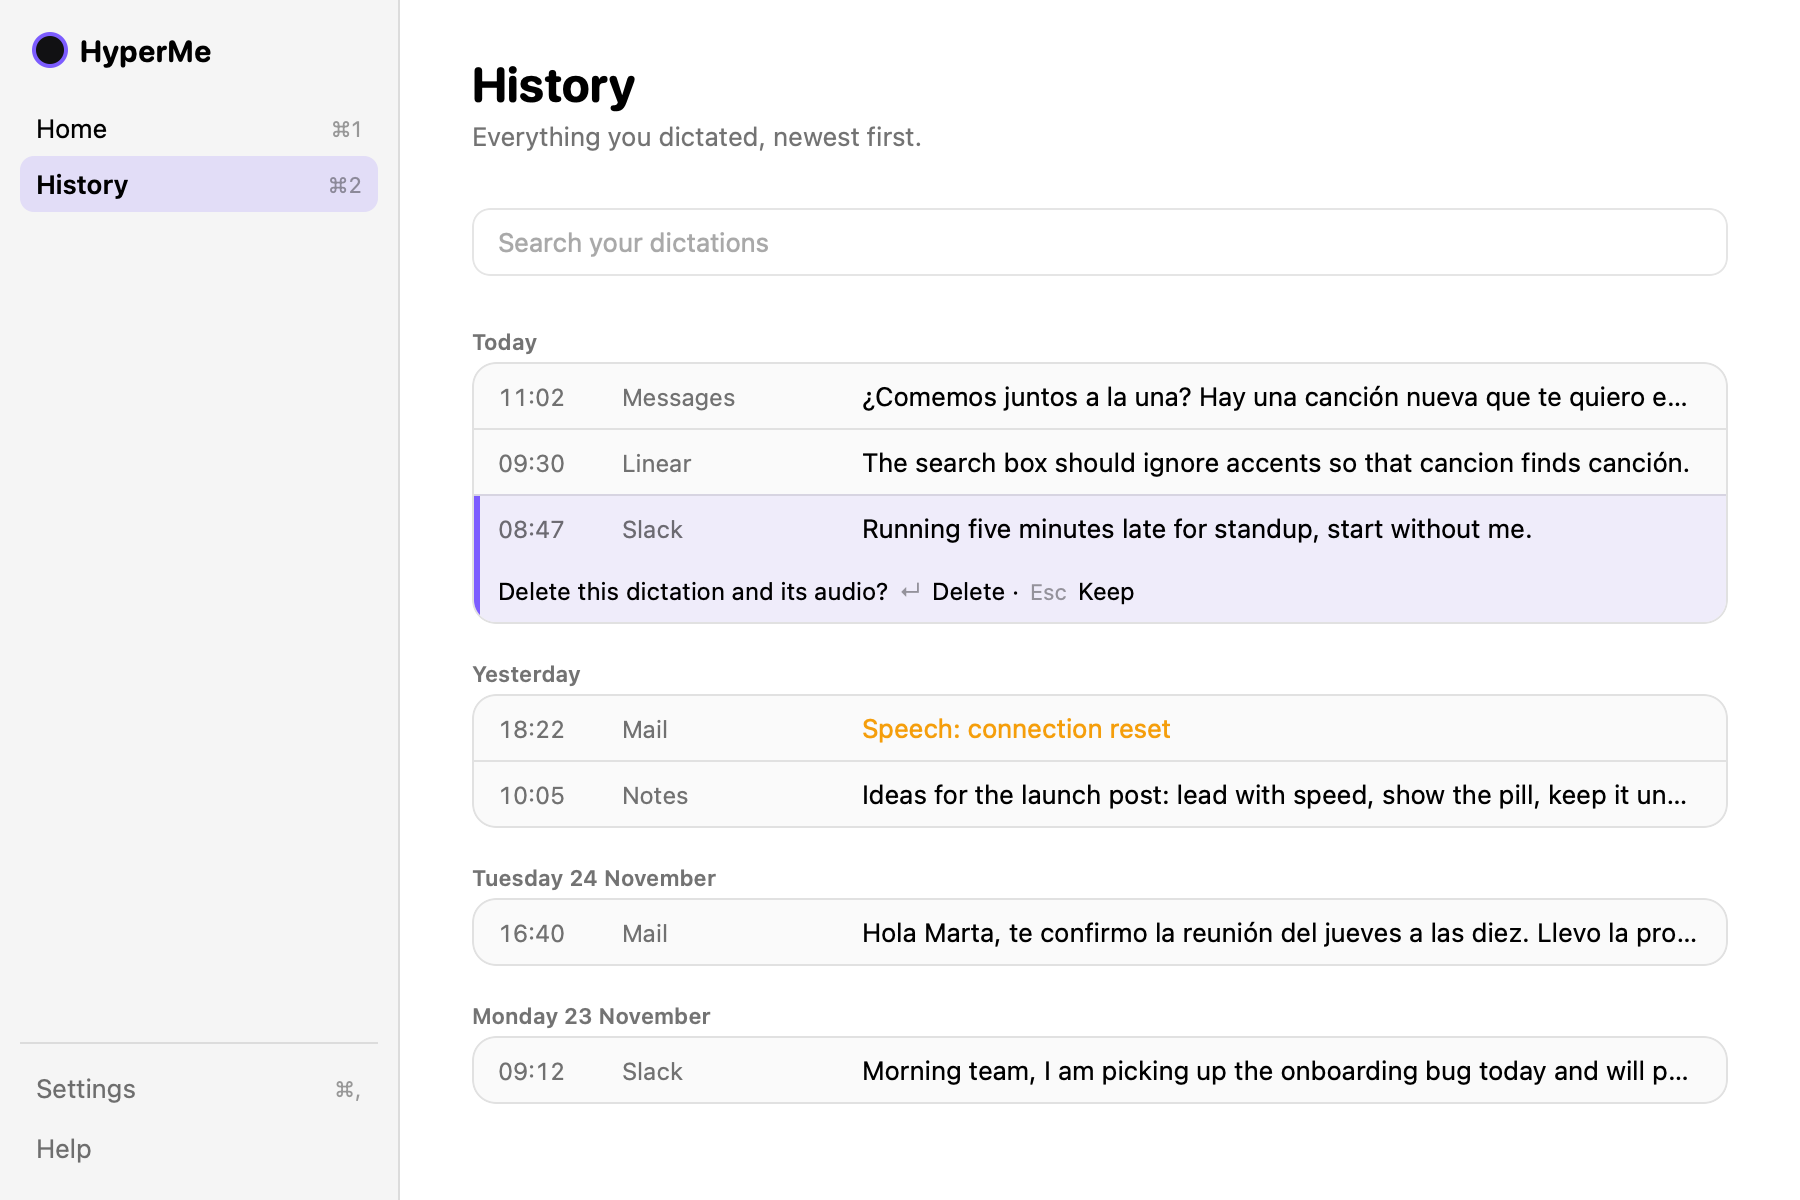 HyperMe
Home ⌘1
History ⌘2
Settings ⌘,
Help
History
Everything you dictated, newest first.
Search your dictations
Today
11:02 Messages ¿Comemos juntos a la una? Hay una canción nueva que te quiero e...
09:30 Linear The search box should ignore accents so that cancion finds canción.
08:47 Slack Running five minutes late for standup, start without me.
Delete this dictation and its audio? ↵ Delete · Esc Keep
Yesterday
18:22 Mail Speech: connection reset
10:05 Notes Ideas for the launch post: lead with speed, show the pill, keep it un...
Tuesday 24 November
16:40 Mail Hola Marta, te confirmo la reunión del jueves a las diez. Llevo la pro...
Monday 23 November
09:12 Slack Morning team, I am picking up the onboarding bug today and will p...